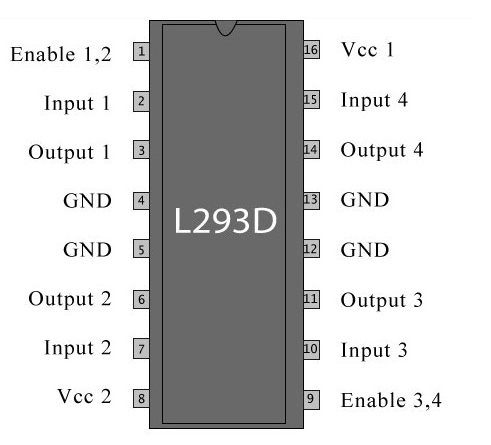 Enable 1,2 1 16 Vcc 1
Input 1 2 15 Input 4
Output 1 3 14 Output 4
GND 4 13 GND
L293D
GND 5 12 GND
Output 2 6 11 Output 3
Input 2 7 10 Input 3
Vcc 2 8 9 Enable 3,4